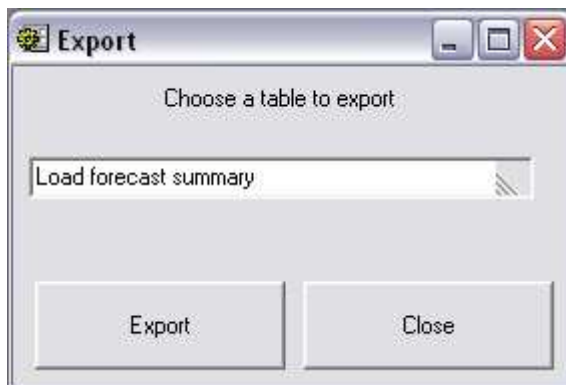 Export
Choose a table to export
Load forecast summary
Export
Close